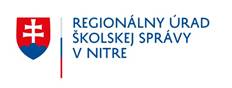 REGIONÁLNY ÚRAD
ŠKOLSKEJ SPRÁVY
V NITRE